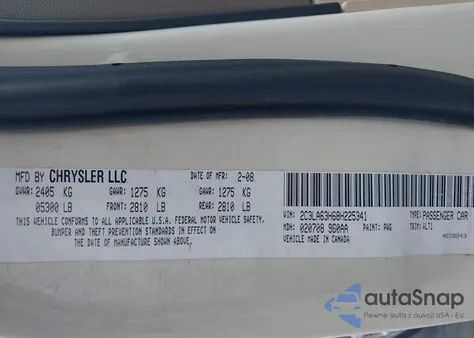 MFD BY CHRYSLER LLC DATE OF MFR: 2-08
GVWR: 2405 KG GAWR: 1275 KG GAWR: 1275 KG
05300 LB FRONT: 2810 LB REAR: 2810 LB
THIS VEHICLE CONFORMS TO ALL APPLICABLE U.S.A. FEDERAL MOTOR VEHICLE SAFETY,
BUMPER AND THEFT PREVENTION STANDARDS IN EFFECT ON
THE DATE OF MANUFACTURE SHOWN ABOVE.
VIN: 2C3LA63H68H225341 TYPE: PASSENGER CAR
MDH: 020708 960AA PAINT: PWG TRIM: ALT1
VEHICLE MADE IN CANADA 4658943
autoSnap
Pewne auta z aukcji USA i EU